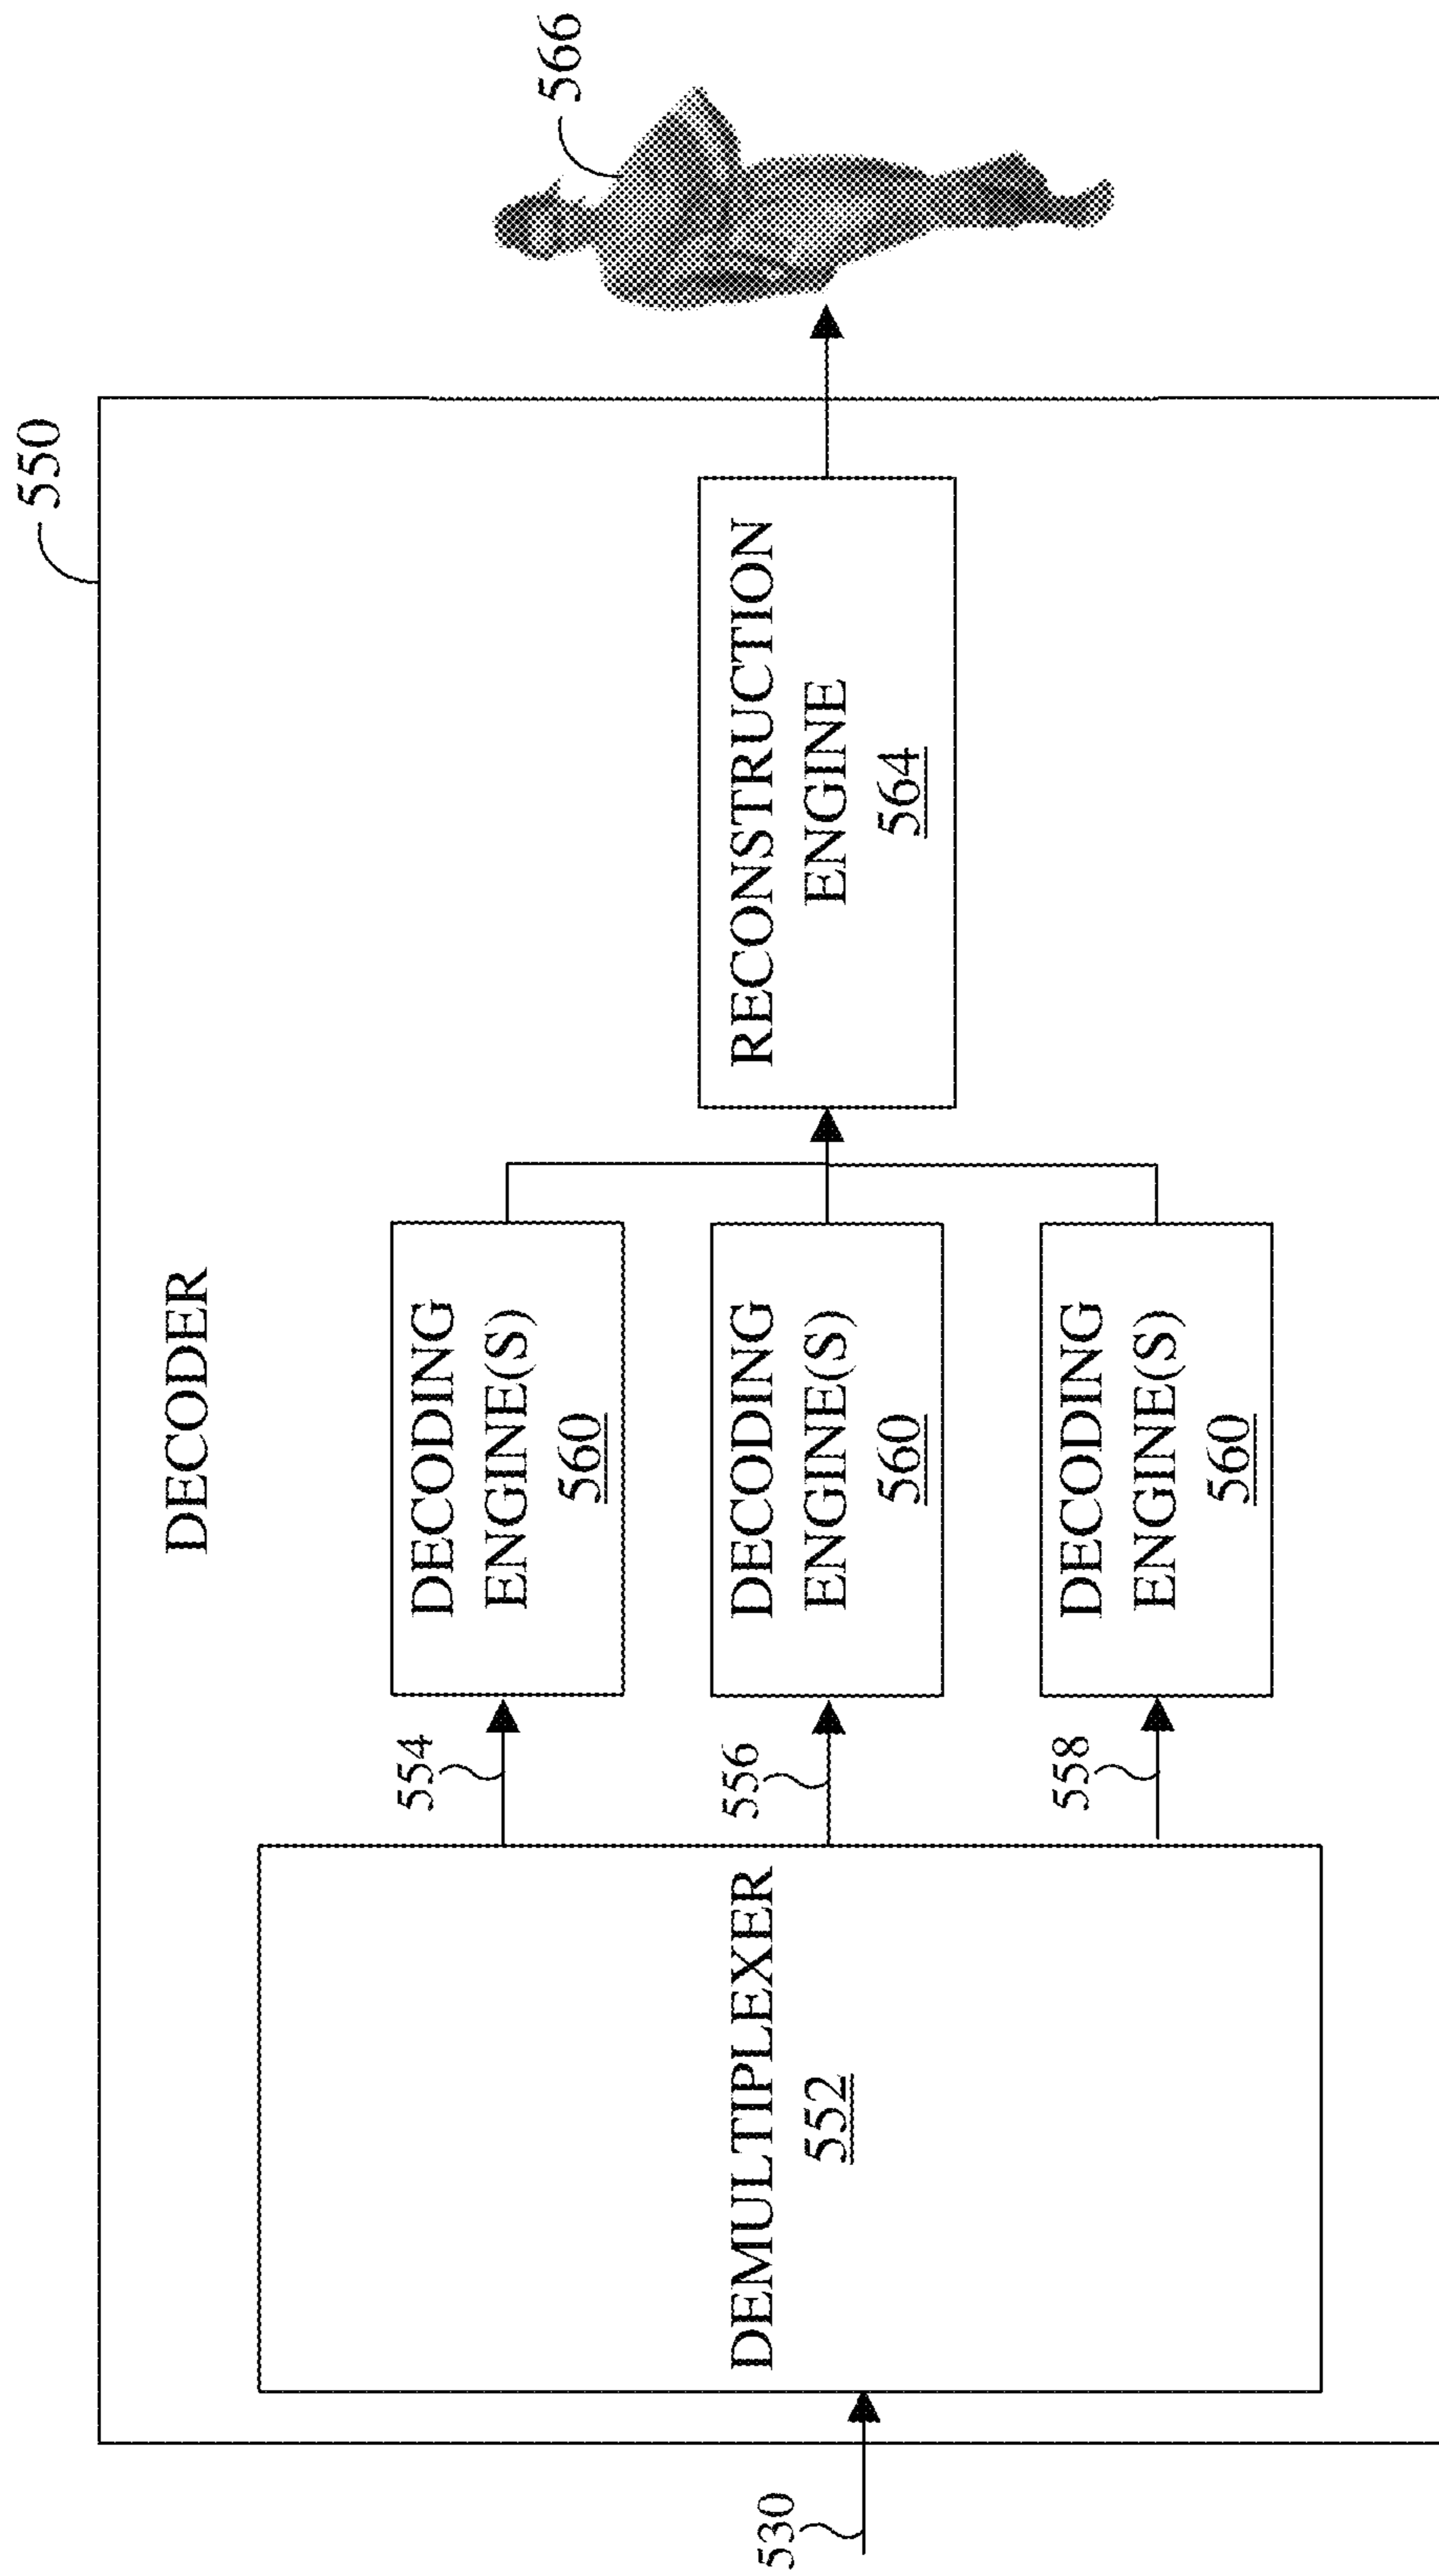 550
DECODER
566
530
DEMULTIPLEXER
552
554
DECODING
ENGINE(S)
560
556
DECODING
ENGINE(S)
560
558
DECODING
ENGINE(S)
560
RECONSTRUCTION
ENGINE
564